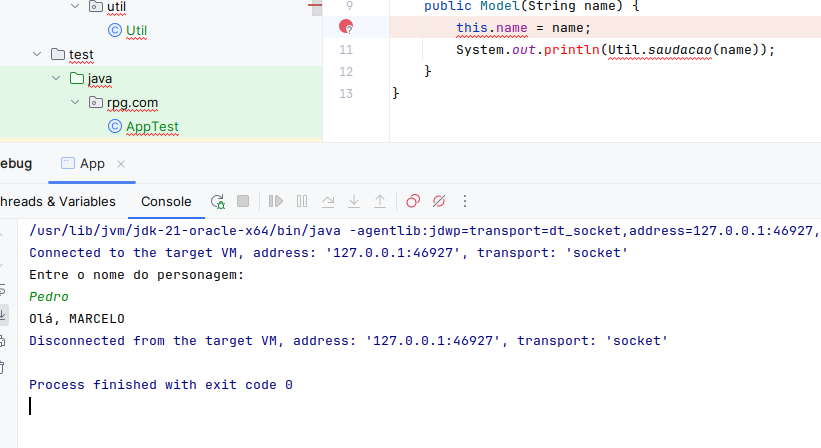 util
Util
test
java
rpg.com
AppTest
9 public Model(String name) {
this.name = name;
11 System.out.println(Util.saudacao(name));
12 }
13 }
ebug App
hreads & Variables Console
/usr/lib/jvm/jdk-21-oracle-x64/bin/java -agentlib:jdwp=transport=dt_socket,address=127.0.0.1:46927,
Connected to the target VM, address: '127.0.0.1:46927', transport: 'socket'
Entre o nome do personagem:
Pedro
Olá, MARCELO
Disconnected from the target VM, address: '127.0.0.1:46927', transport: 'socket'
Process finished with exit code 0